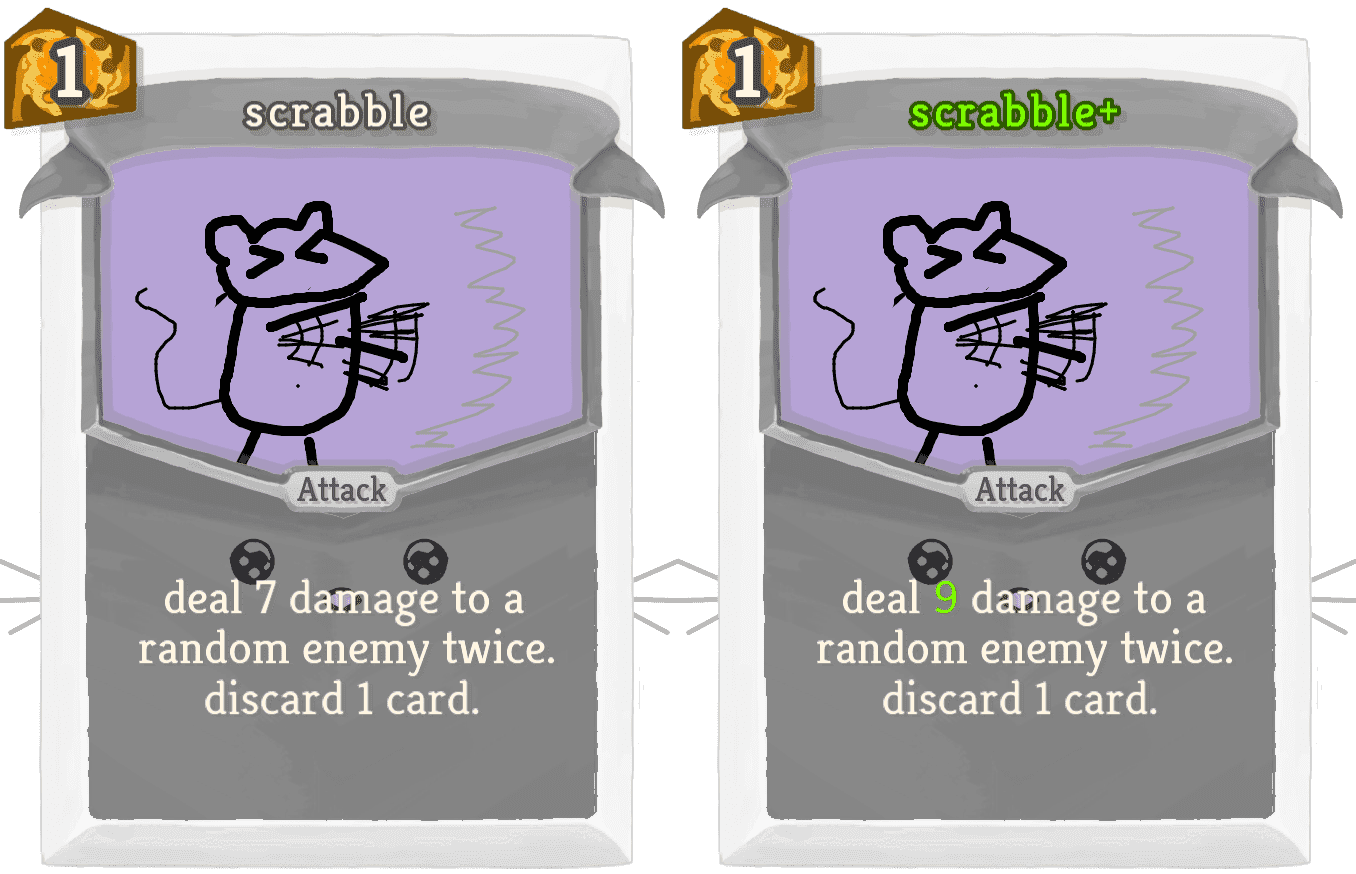 1
scrabble
Attack
deal 7 damage to a
random enemy twice.
discard 1 card.
1
scrabble+
Attack
deal 9 damage to a
random enemy twice.
discard 1 card.